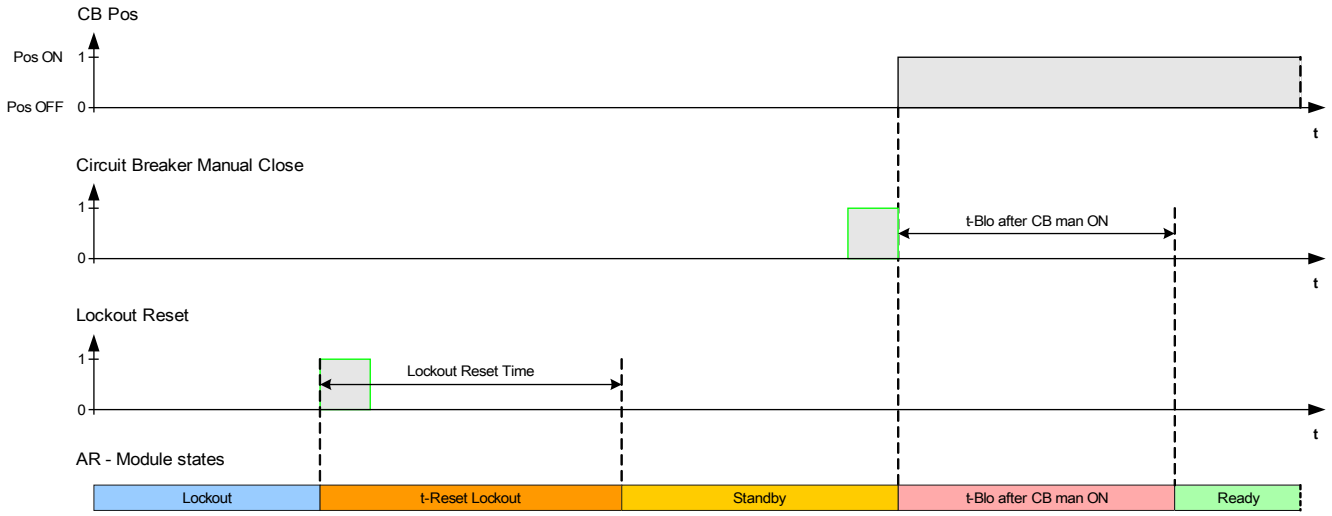 CB Pos
Pos ON 1
Pos OFF 0
t
Circuit Breaker Manual Close
1
t-Blo after CB man ON
0
t
Lockout Reset
1
Lockout Reset Time
0
t
AR - Module states
Lockout t-Reset Lockout Standby t-Blo after CB man ON Ready